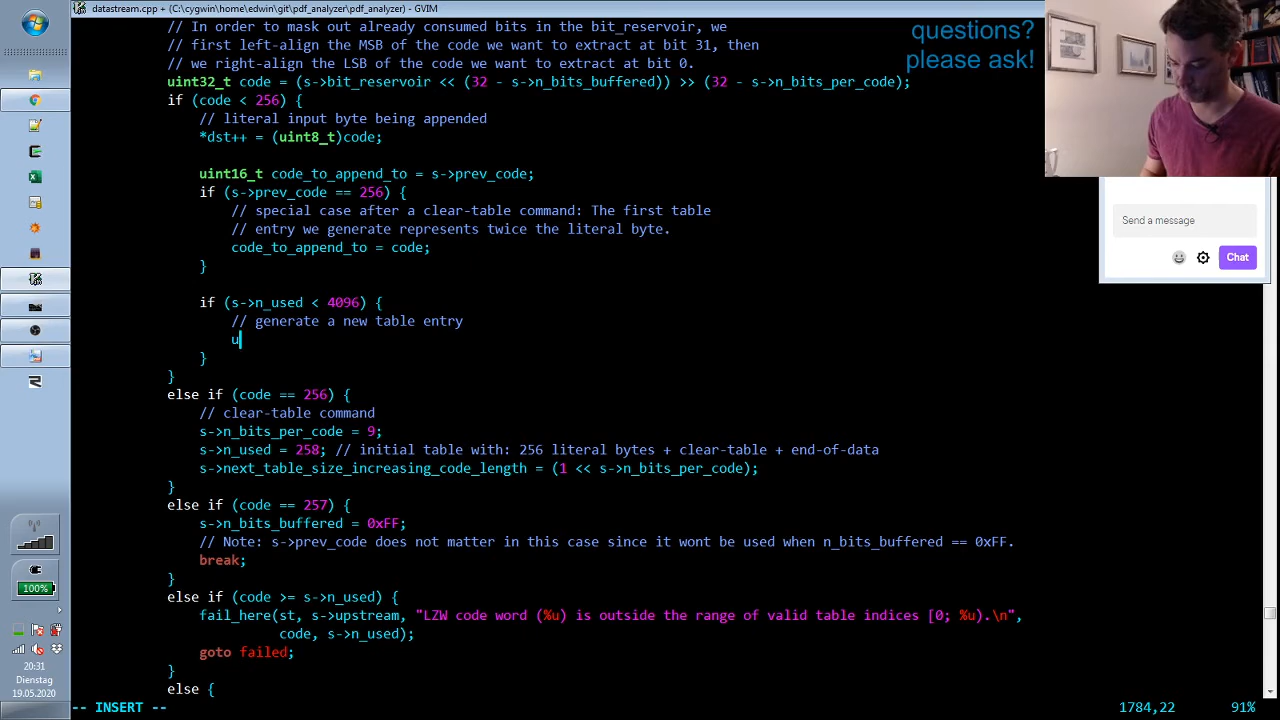 datastream.cpp + (C:\cygwin\home\edwin\git\pdf_analyzer\pdf_analyzer) - GVIM
// In order to mask out already consumed bits in the bit_reservoir, we
// first left-align the MSB of the code we want to extract at bit 31, then
// we right-align the LSB of the code we want to extract at bit 0.
uint32_t code = (s->bit_reservoir << (32 - s->n_bits_buffered)) >> (32 - s->n_bits_per_code);
if (code < 256) {
// literal input byte being appended
*dst++ = (uint8_t)code;
uint16_t code_to_append_to = s->prev_code;
if (s->prev_code == 256) {
// special case after a clear-table command: The first table
// entry we generate represents twice the literal byte.
code_to_append_to = code;
}
if (s->n_used < 4096) {
// generate a new table entry
u
}
}
else if (code == 256) {
// clear-table command
s->n_bits_per_code = 9;
s->n_used = 258; // initial table with: 256 literal bytes + clear-table + end-of-data
s->next_table_size_increasing_code_length = (1 << s->n_bits_per_code);
}
else if (code == 257) {
s->n_bits_buffered = 0xFF;
// Note: s->prev_code does not matter in this case since it wont be used when n_bits_buffered == 0xFF.
break;
}
else if (code >= s->n_used) {
fail_here(st, s->upstream, "LZW code word (%u) is outside the range of valid table indices [0; %u).\n",
code, s->n_used);
goto failed;
}
else {
-- INSERT --
1784,22
91%
questions?
please ask!
Send a message
Chat
100%
20:31
Dienstag
19.05.2020